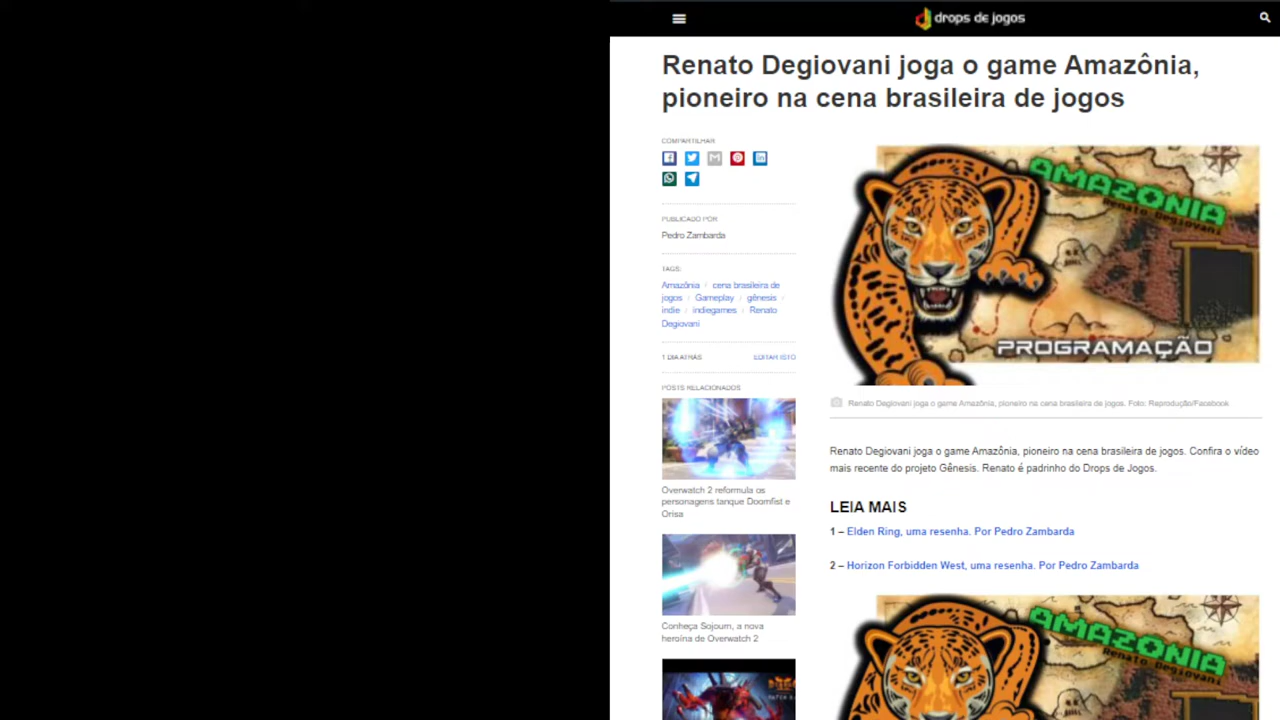 drops de jogos
Renato Degiovani joga o game Amazônia,
pioneiro na cena brasileira de jogos
COMPARTILHAR
PUBLICADO POR
Pedro Zambarda
TAGS:
Amazônia / cena brasileira de
jogos / Gameplay / gênesis /
indie / indiegames / Renato
Degiovani
1 DIA ATRÁS EDITAR ISTO
POSTS RELACIONADOS
Overwatch 2 reformula os
personagens tanque Doomfist e
Orisa
Conheça Sojourn, a nova
heroína de Overwatch 2
AMAZONIA
Renato Degiovani
PROGRAMAÇÃO
Renato Degiovani joga o game Amazônia, pioneiro na cena brasileira de jogos. Foto: Reprodução/Facebook
Renato Degiovani joga o game Amazônia, pioneiro na cena brasileira de jogos. Confira o vídeo
mais recente do projeto Gênesis. Renato é padrinho do Drops de Jogos.
LEIA MAIS
1 – Elden Ring, uma resenha. Por Pedro Zambarda
2 – Horizon Forbidden West, uma resenha. Por Pedro Zambarda
AMAZONIA
Renato Degiovani